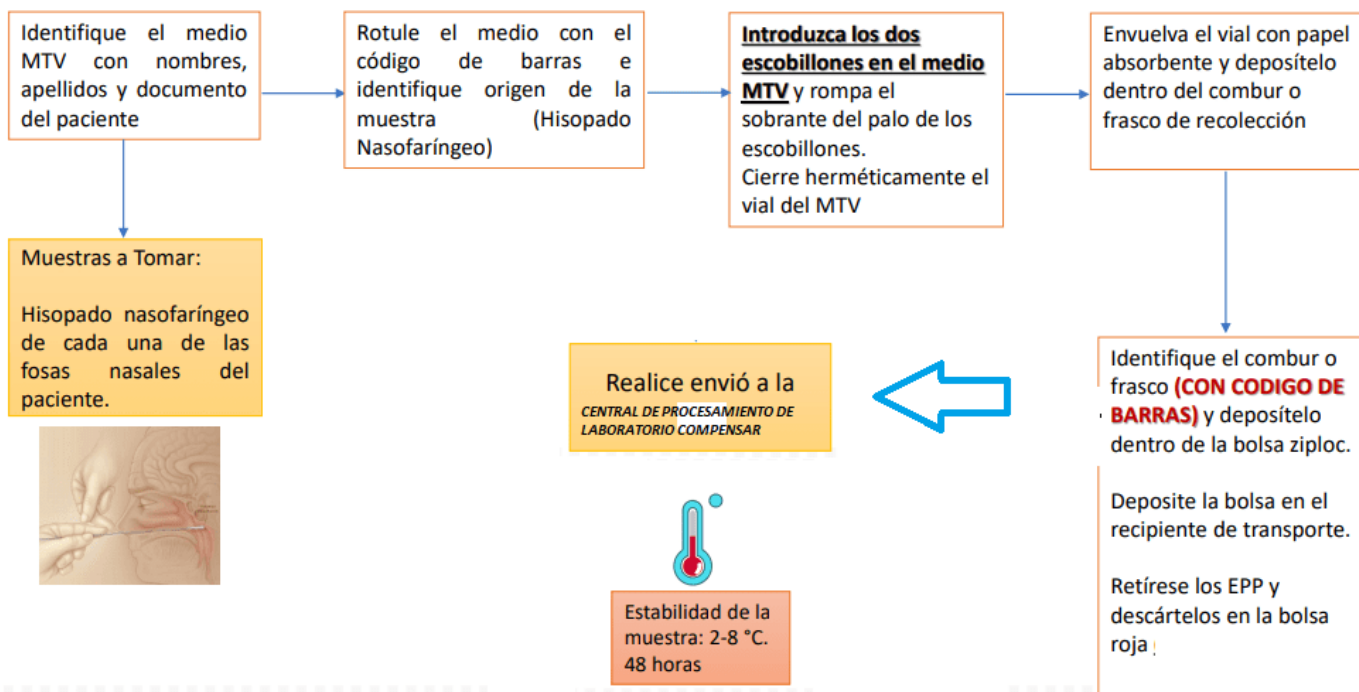 Identifique el medio
MTV con nombres,
apellidos y documento
del paciente
Rotule el medio con el
código de barras e
identifique origen de la
muestra (Hisopado
Nasofaríngeo)
Introduzca los dos
escobillones en el medio
MTV y rompa el
sobrante del palo de los
escobillones.
Cierre herméticamente el
vial del MTV
Envuelva el vial con papel
absorbente y deposítelo
dentro del combur o
frasco de recolección
Muestras a Tomar:
Hisopado nasofaríngeo
de cada una de las
fosas nasales del
paciente.
Identifique el combur o
frasco (CON CODIGO DE
BARRAS) y deposítelo
dentro de la bolsa ziploc.
Deposite la bolsa en el
recipiente de transporte.
Retírese los EPP y
descártelos en la bolsa
roja
Realice envió a la
CENTRAL DE PROCESAMIENTO DE
LABORATORIO COMPENSAR
Estabilidad de la
muestra: 2-8 °C.
48 horas